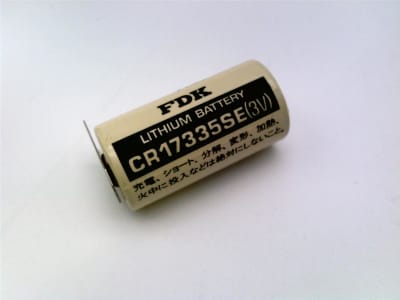 FDK
LITHIUM BATTERY
CR17335SE(3V)
充電、ショート、分解、変形、加熱、
火中に投入などは絶対にしないこと。